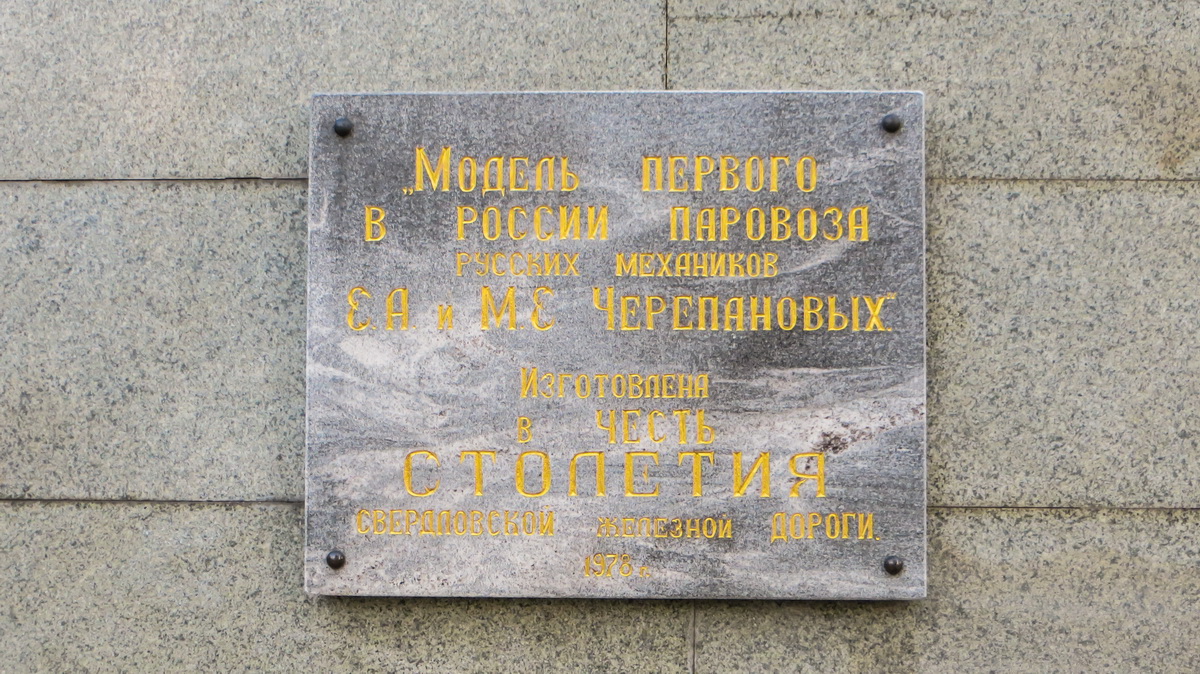 „Модель первого
в России паровоза
русских механиков
Е.А. и М.Е Черепановых."
Изготовлена
в честь
СТОЛЕТИЯ
Свердловской железной дороги.
1978 г.